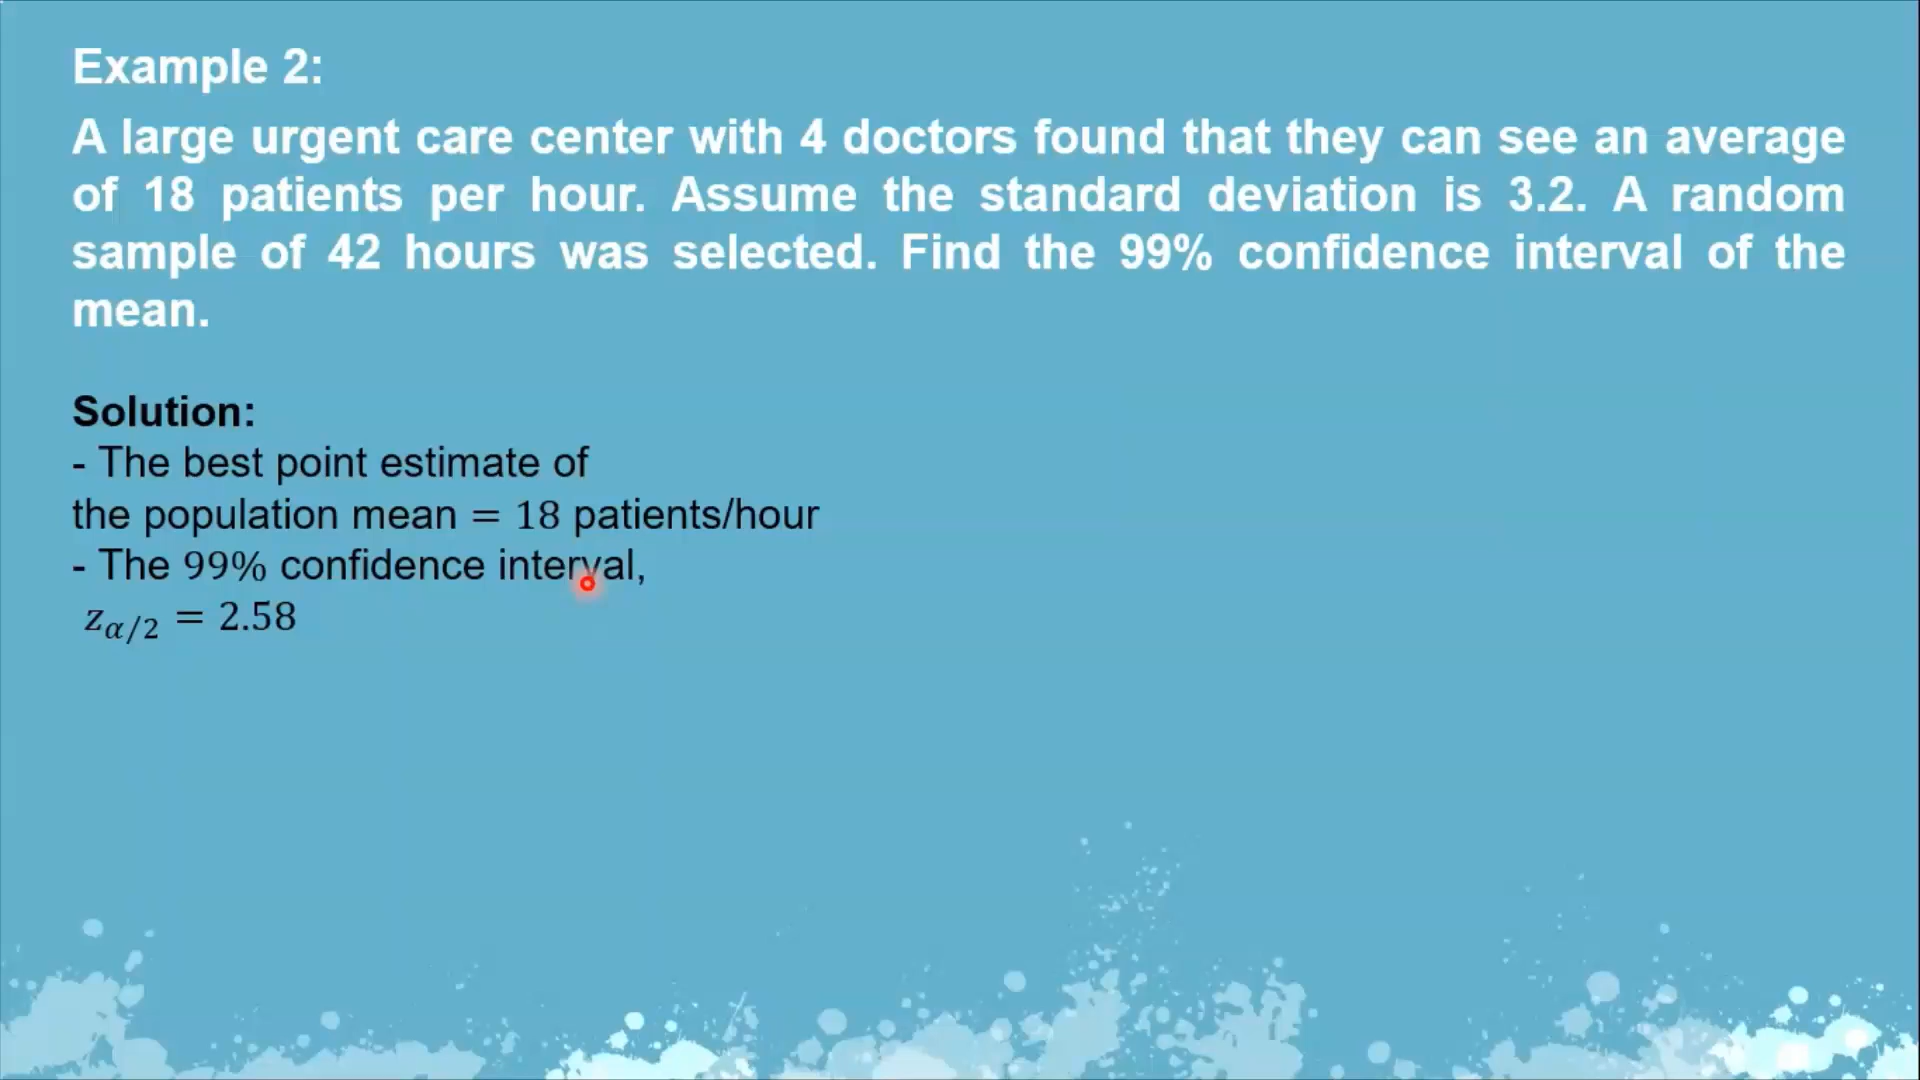 Example 2:
A large urgent care center with 4 doctors found that they can see an average
of 18 patients per hour. Assume the standard deviation is 3.2. A random
sample of 42 hours was selected. Find the 99% confidence interval of the
mean.
Solution:
- The best point estimate of
the population mean = 18 patients/hour
- The 99% confidence interval,
z_{α/2} = 2.58